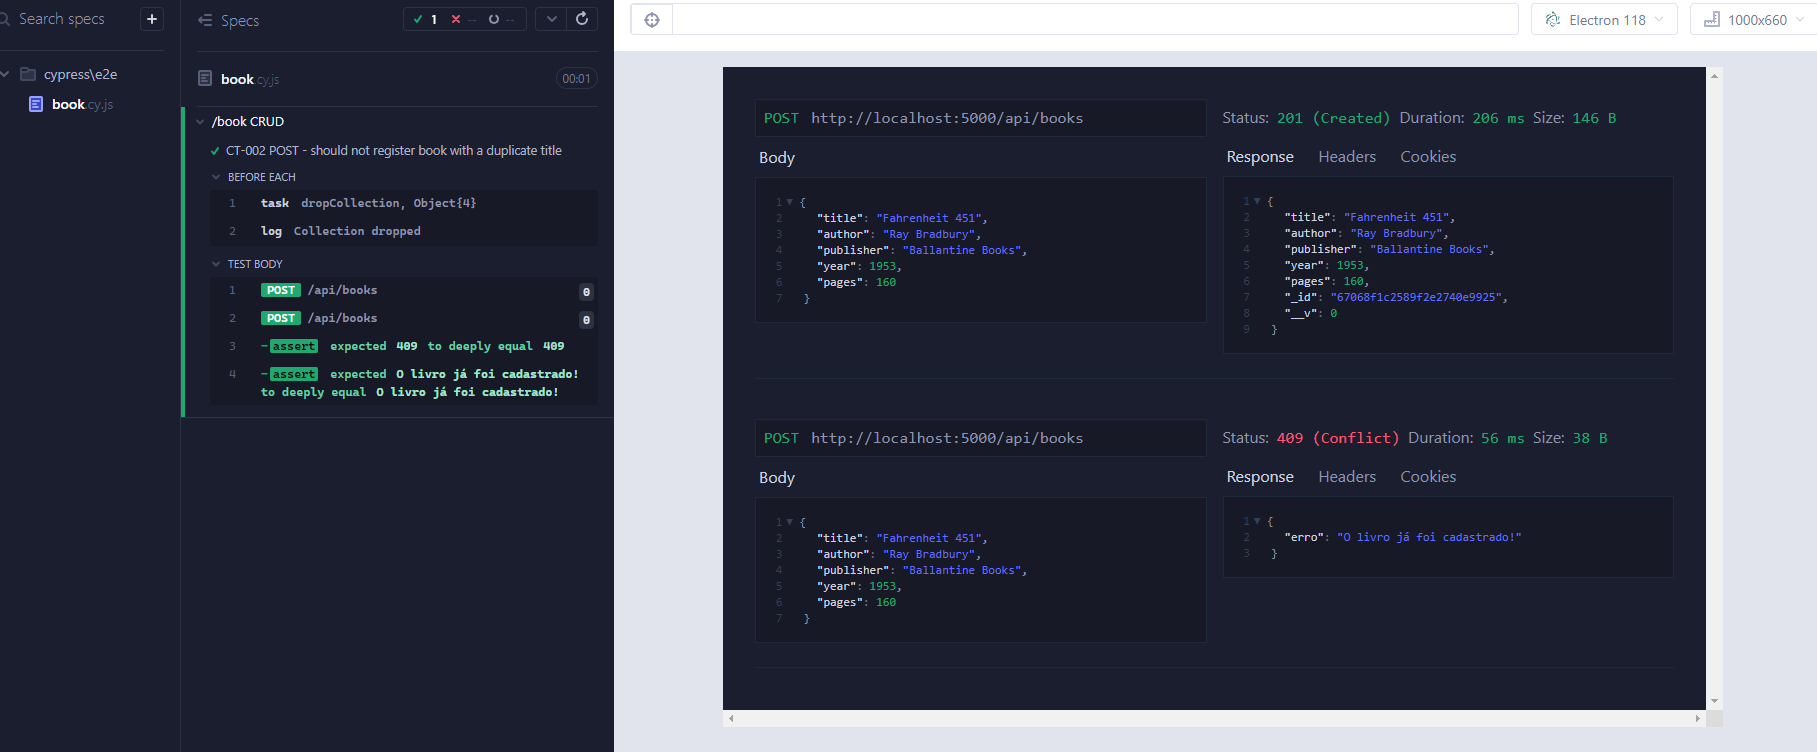 Search specs
+
cypress\e2e
book.cy.js
Specs
1 -- --
book.cy.js
00:01
/book CRUD
CT-002 POST - should not register book with a duplicate title
BEFORE EACH
1 task dropCollection, Object{4}
2 log Collection dropped
TEST BODY
1 POST /api/books 0
2 POST /api/books 0
3 -assert expected 409 to deeply equal 409
4 -assert expected O livro já foi cadastrado!
to deeply equal O livro já foi cadastrado!
Electron 118
1000x660
POST http://localhost:5000/api/books
Body
1 {
2 "title": "Fahrenheit 451",
3 "author": "Ray Bradbury",
4 "publisher": "Ballantine Books",
5 "year": 1953,
6 "pages": 160
7 }
Status: 201 (Created) Duration: 206 ms Size: 146 B
Response Headers Cookies
1 {
2 "title": "Fahrenheit 451",
3 "author": "Ray Bradbury",
4 "publisher": "Ballantine Books",
5 "year": 1953,
6 "pages": 160,
7 "_id": "67068f1c2589f2e2740e9925",
8 "__v": 0
9 }
POST http://localhost:5000/api/books
Body
1 {
2 "title": "Fahrenheit 451",
3 "author": "Ray Bradbury",
4 "publisher": "Ballantine Books",
5 "year": 1953,
6 "pages": 160
7 }
Status: 409 (Conflict) Duration: 56 ms Size: 38 B
Response Headers Cookies
1 {
2 "erro": "O livro já foi cadastrado!"
3 }